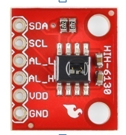 SDA
SCL
AL_L
AL_H
VDD
GND
HIH-6130